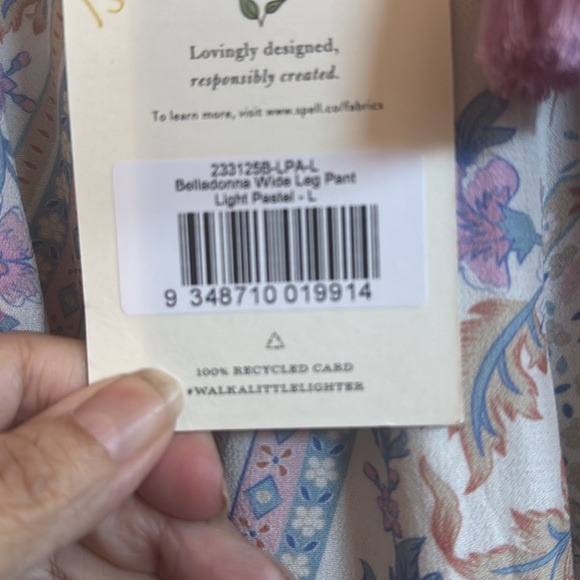 Lovingly designed,
responsibly created.
To learn more, visit www.spell.co/fabrics
233125B-LPA-L
Belladonna Wide Leg Pant
Light Pastel - L
9 348710 019914
100% RECYCLED CARD
#WALKALITTLELIGHTER